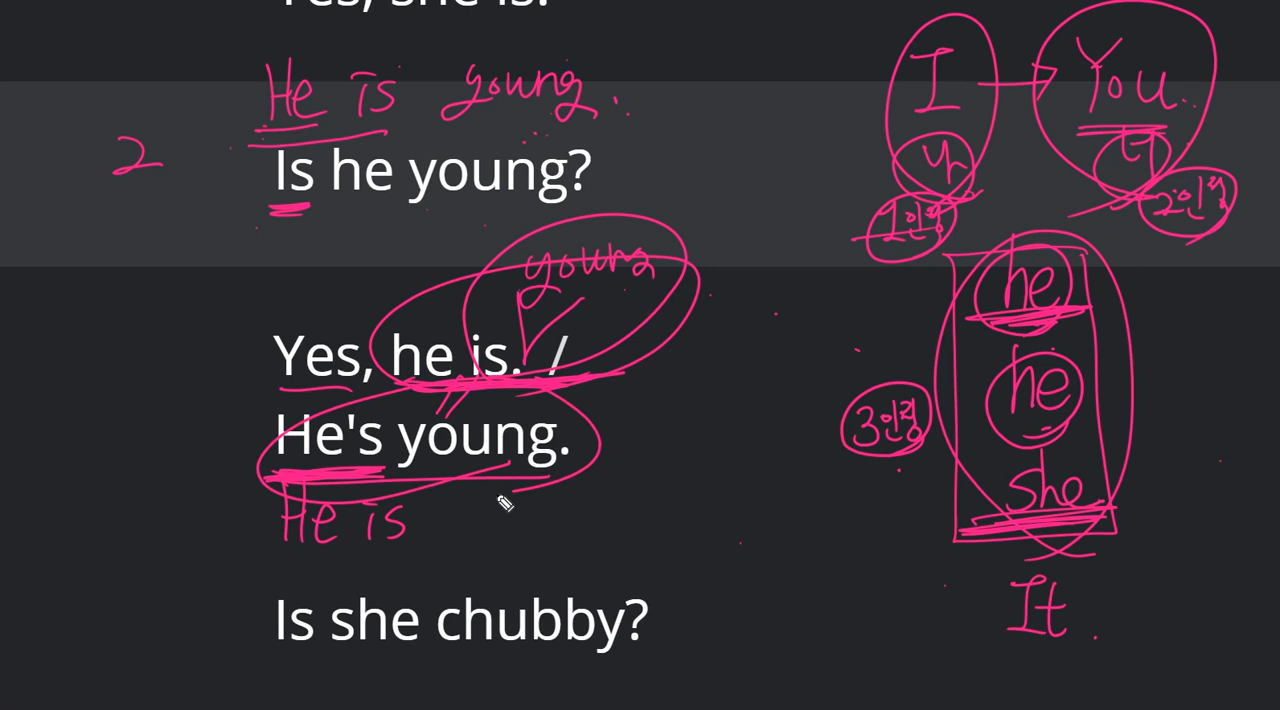 Yes, she is.
He is young.
I → You
2
Is he young?
나
너
1인칭
2인칭
young
he
Yes, he is. /
he
3인칭
He's young.
she
He is
It
Is she chubby?